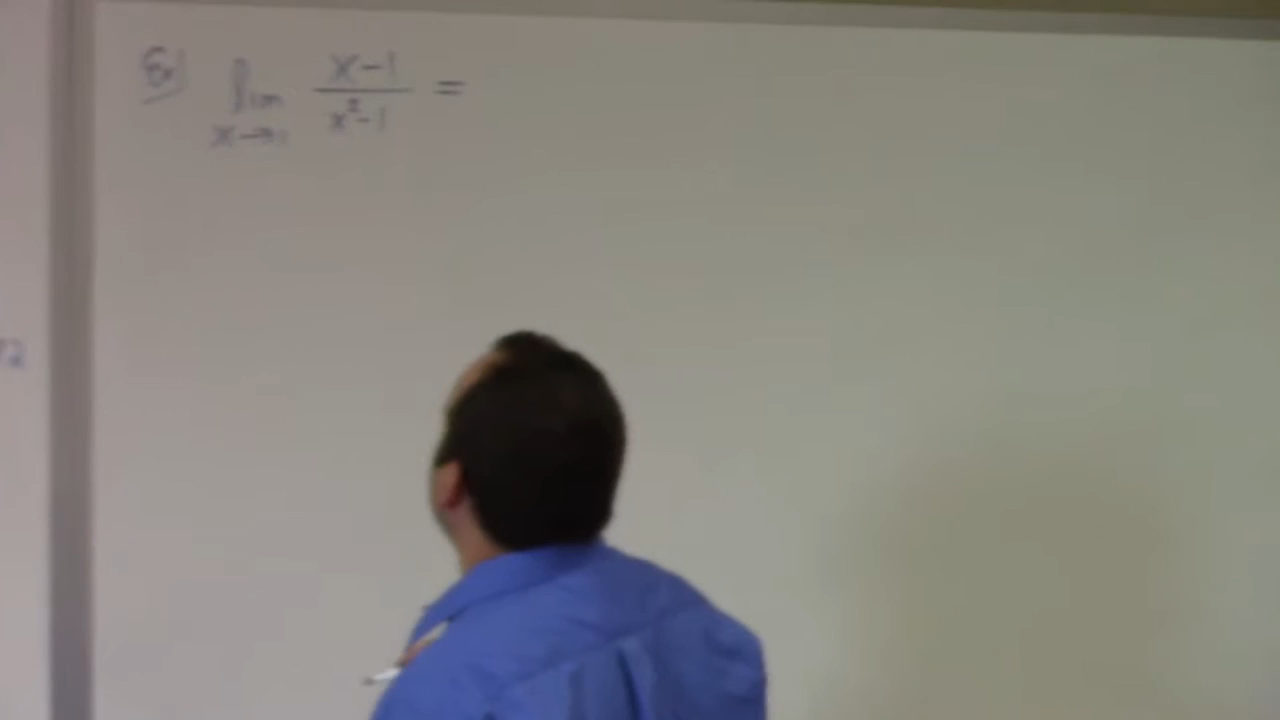 Ex) lim x→1 x-1/x²-1 =